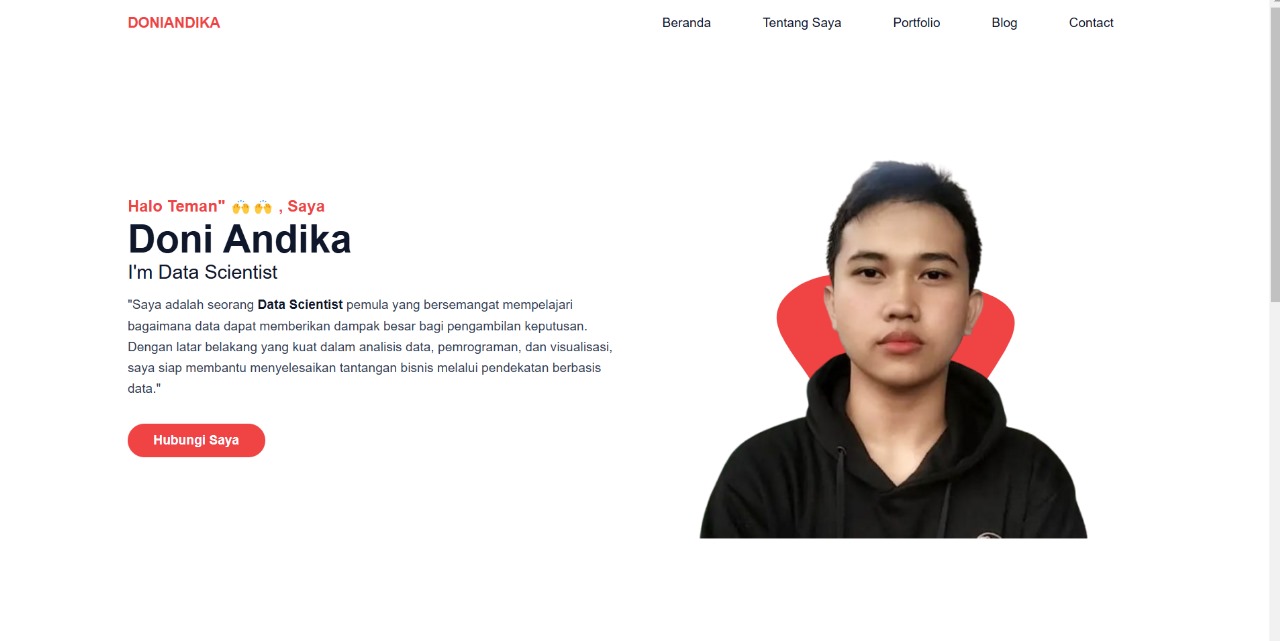 DONIANDIKA
Beranda Tentang Saya Portfolio Blog Contact
Halo Teman" 🙌 🙌 , Saya
Doni Andika
I'm Data Scientist
"Saya adalah seorang Data Scientist pemula yang bersemangat mempelajari
bagaimana data dapat memberikan dampak besar bagi pengambilan keputusan.
Dengan latar belakang yang kuat dalam analisis data, pemrograman, dan visualisasi,
saya siap membantu menyelesaikan tantangan bisnis melalui pendekatan berbasis
data."
Hubungi Saya